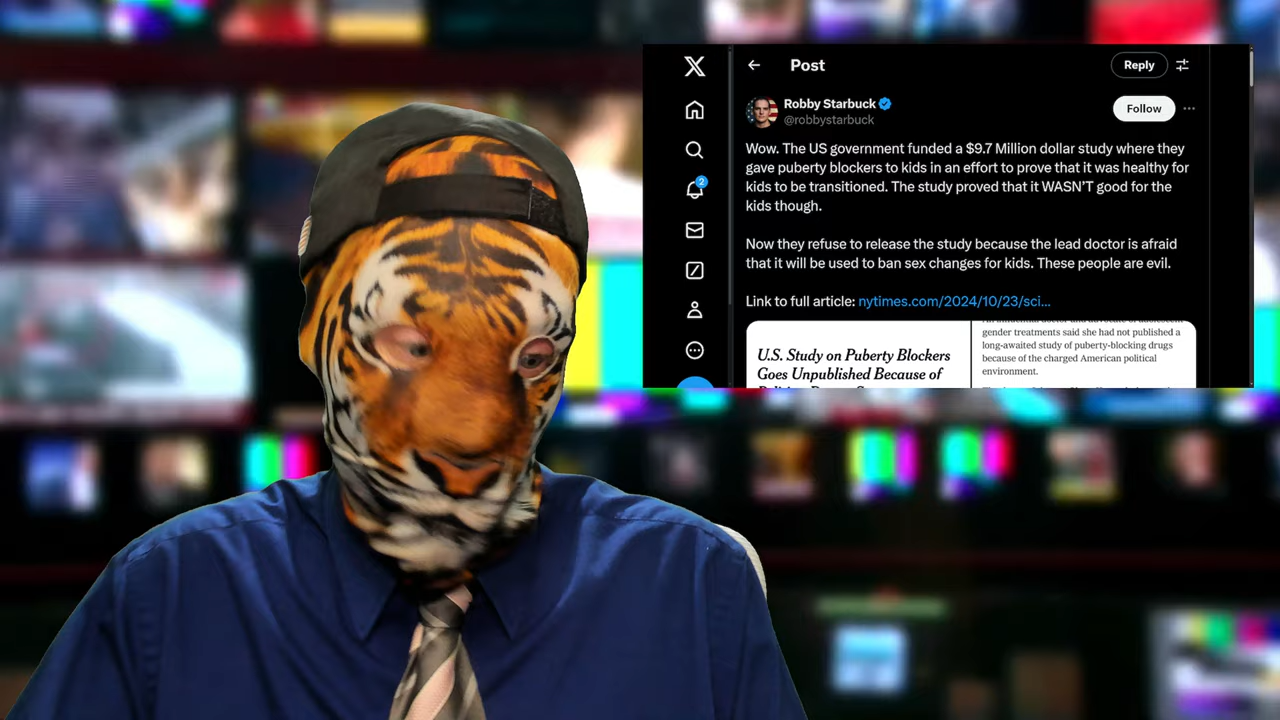 Post
Reply
Robby Starbuck
@robbystarbuck
Follow
Wow. The US government funded a $9.7 Million dollar study where they
gave puberty blockers to kids in an effort to prove that it was healthy for
kids to be transitioned. The study proved that it WASN'T good for the
kids though.
Now they refuse to release the study because the lead doctor is afraid
that it will be used to ban sex changes for kids. These people are evil.
Link to full article: nytimes.com/2024/10/23/sci...
2
U.S. Study on Puberty Blockers
Goes Unpublished Because of
gender treatments said she had not published a
long-awaited study of puberty-blocking drugs
because of the charged American political
environment.